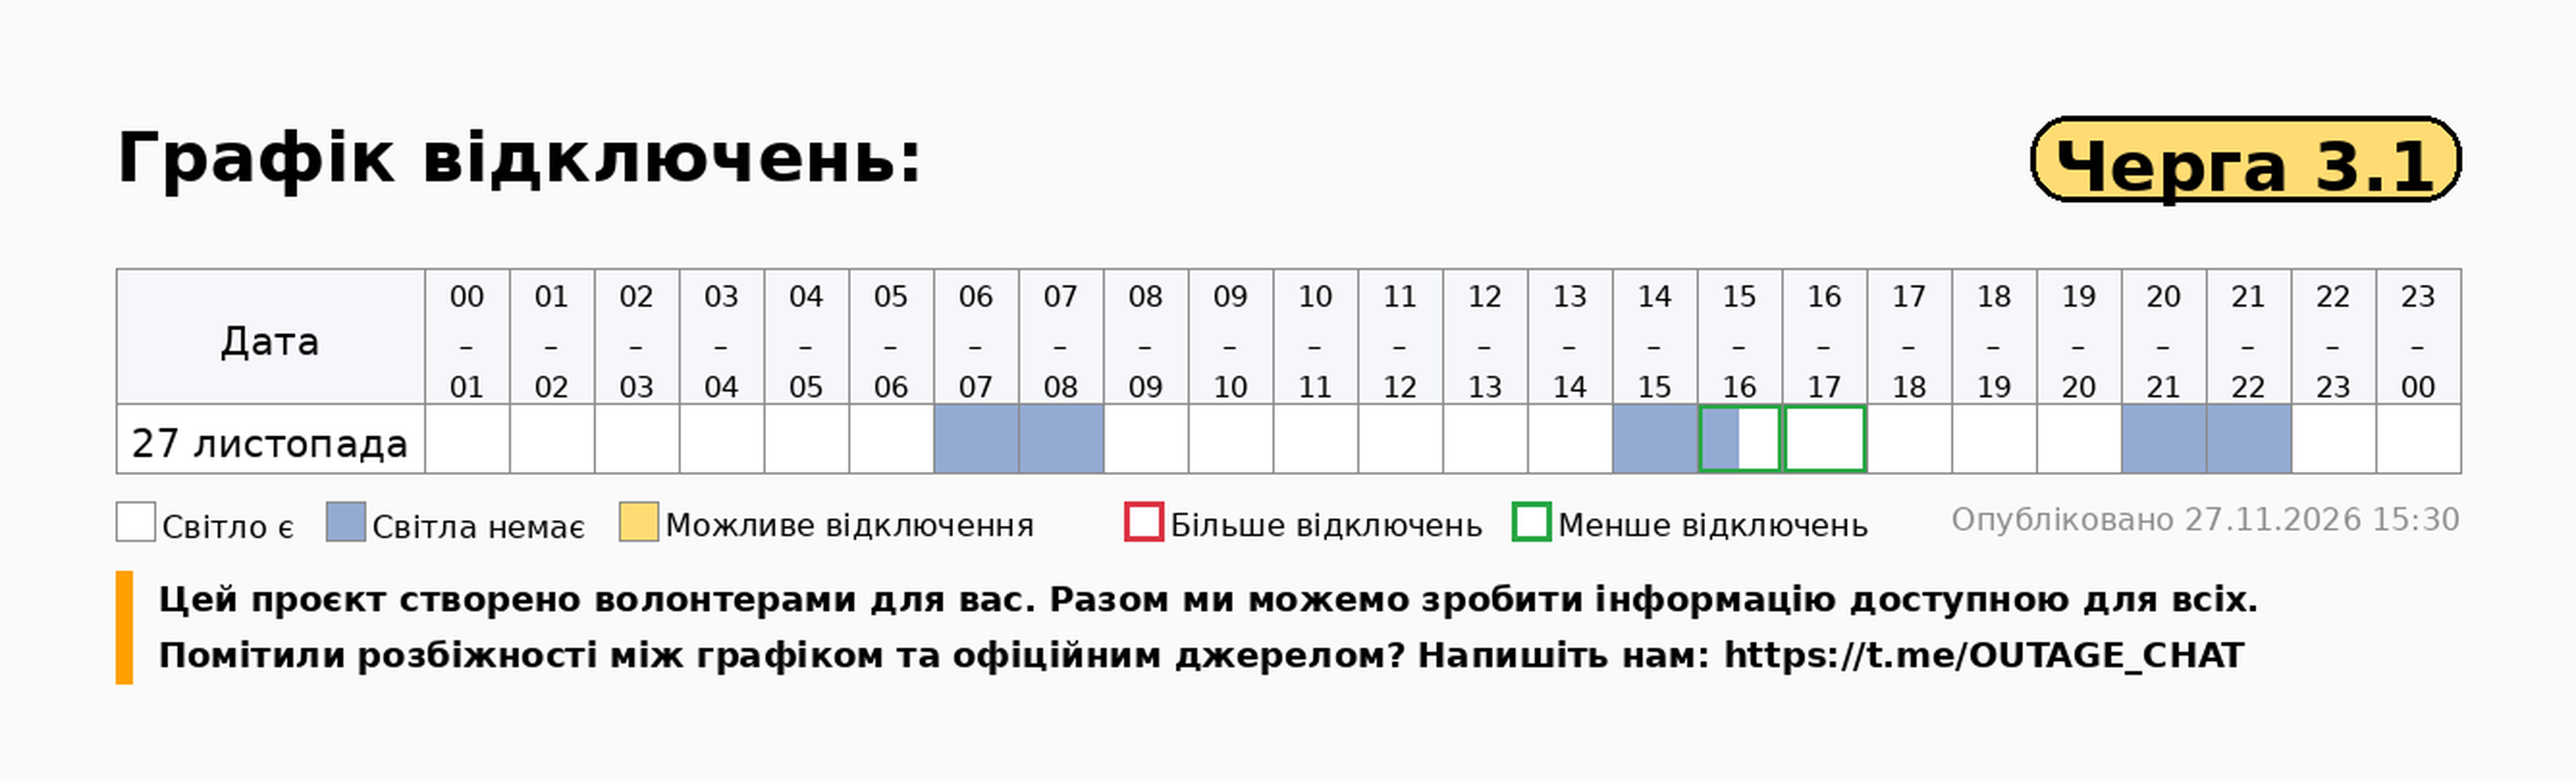 Графік відключень:
Черга 3.1
Дата
00 – 01
01 – 02
02 – 03
03 – 04
04 – 05
05 – 06
06 – 07
07 – 08
08 – 09
09 – 10
10 – 11
11 – 12
12 – 13
13 – 14
14 – 15
15 – 16
16 – 17
17 – 18
18 – 19
19 – 20
20 – 21
21 – 22
22 – 23
23 – 00
27 листопада
Світло є
Світла немає
Можливе відключення
Більше відключень
Менше відключень
Опубліковано 27.11.2026 15:30
Цей проєкт створено волонтерами для вас. Разом ми можемо зробити інформацію доступною для всіх.
Помітили розбіжності між графіком та офіційним джерелом? Напишіть нам: https://t.me/OUTAGE_CHAT